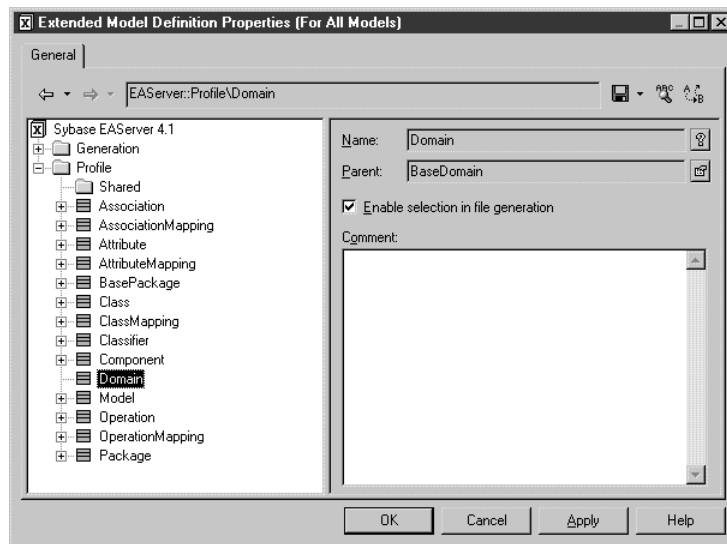 Extended Model Definition Properties (For All Models)
General
EAServer::Profile\Domain
Sybase EAServer 4.1
Generation
Profile
Shared
Association
AssociationMapping
Attribute
AttributeMapping
BasePackage
Class
ClassMapping
Classifier
Component
Domain
Model
Operation
OperationMapping
Package
Name: Domain
Parent: BaseDomain
Enable selection in file generation
Comment:
OK Cancel Apply Help